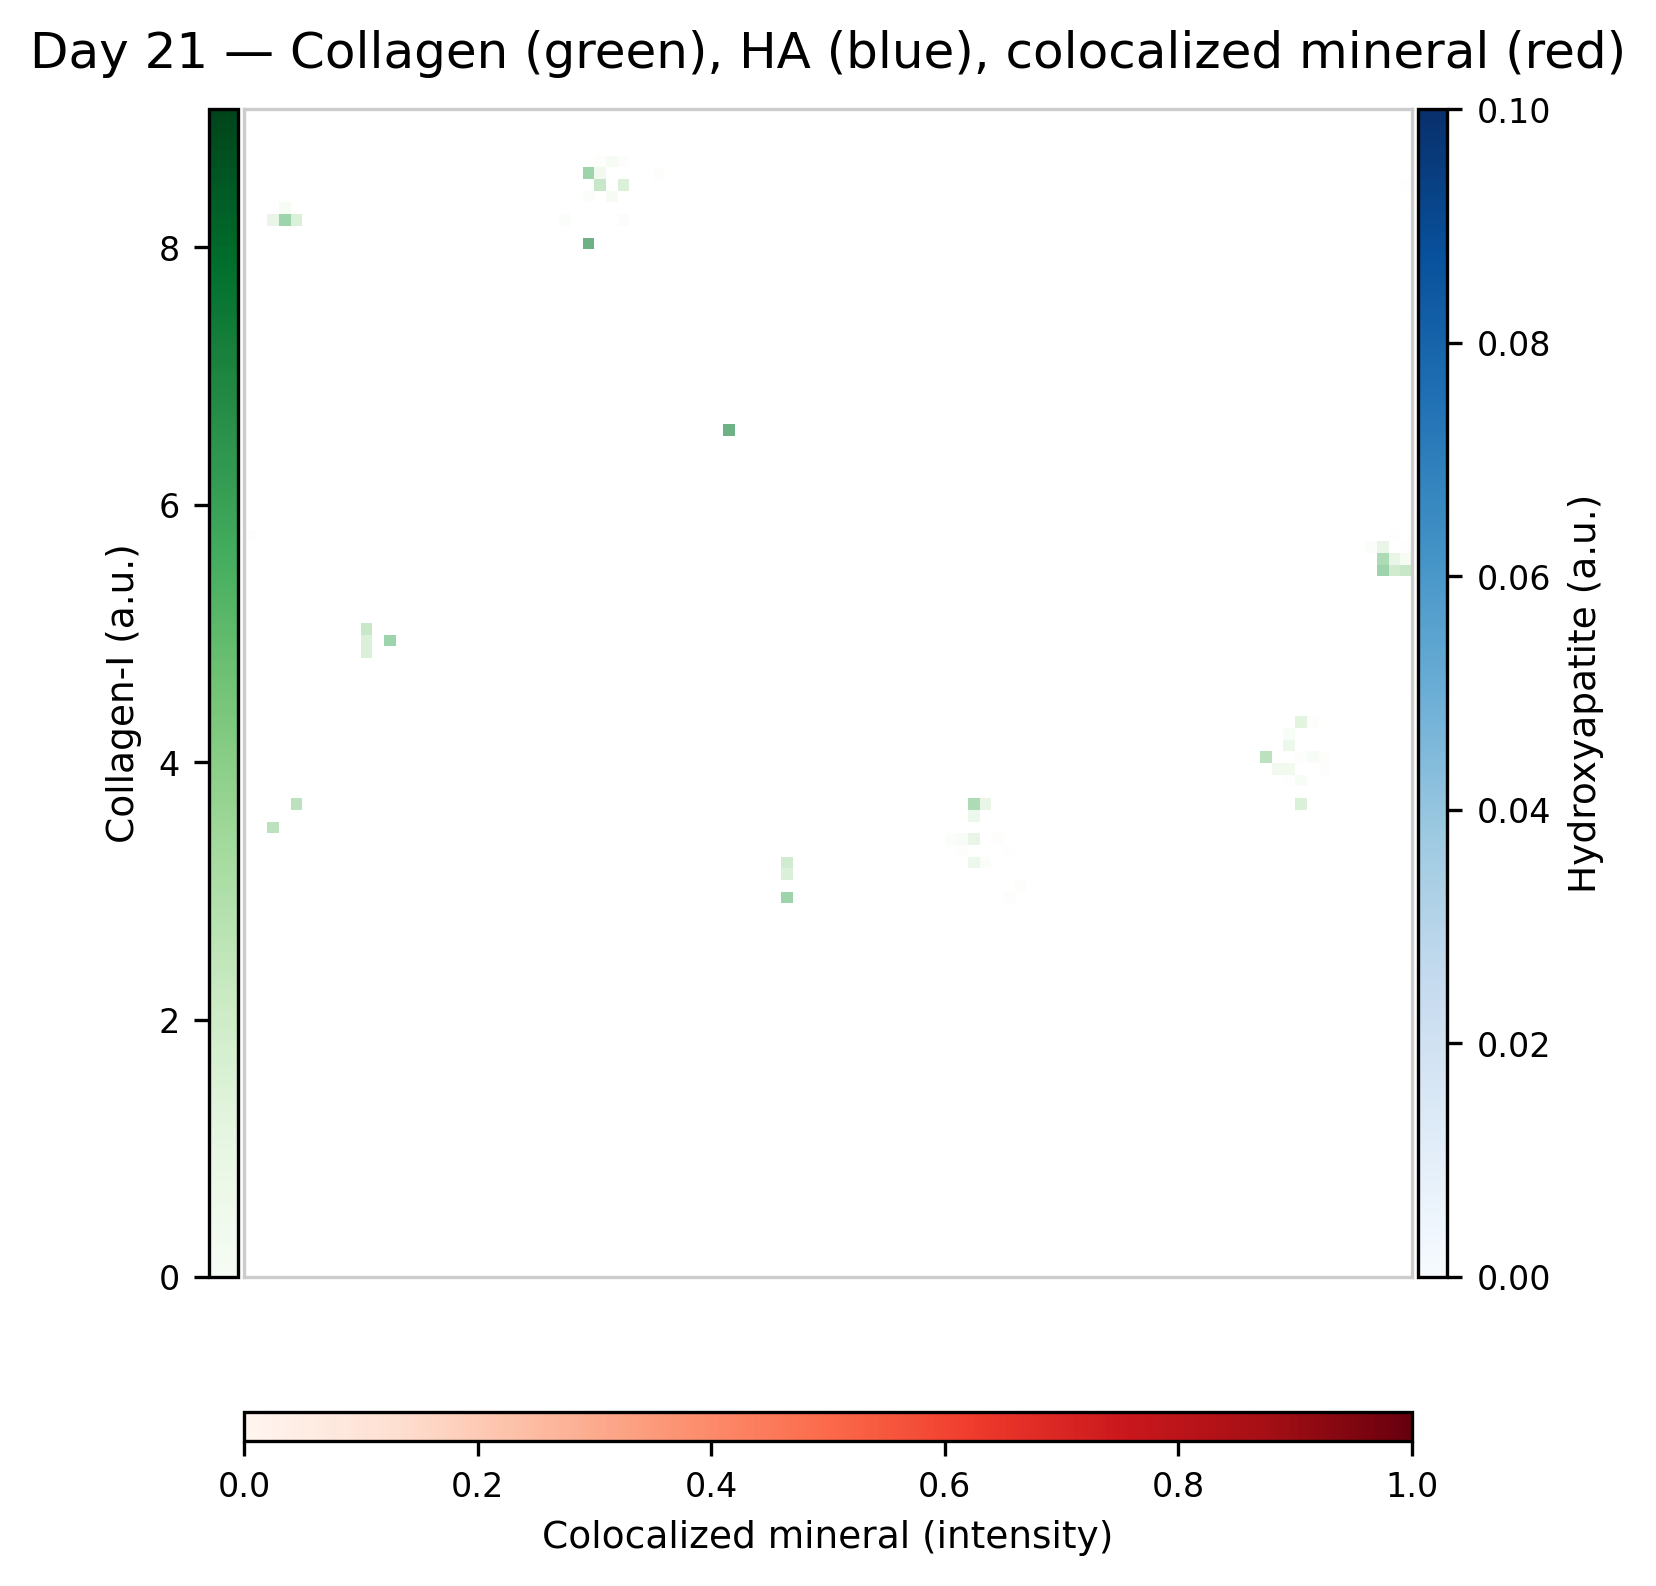 Day 21 — Collagen (green), HA (blue), colocalized mineral (red)
Collagen-I (a.u.)
8
6
4
2
0
0.10
0.08
0.06
0.04
0.02
0.00
Hydroxyapatite (a.u.)
0.0 0.2 0.4 0.6 0.8 1.0
Colocalized mineral (intensity)